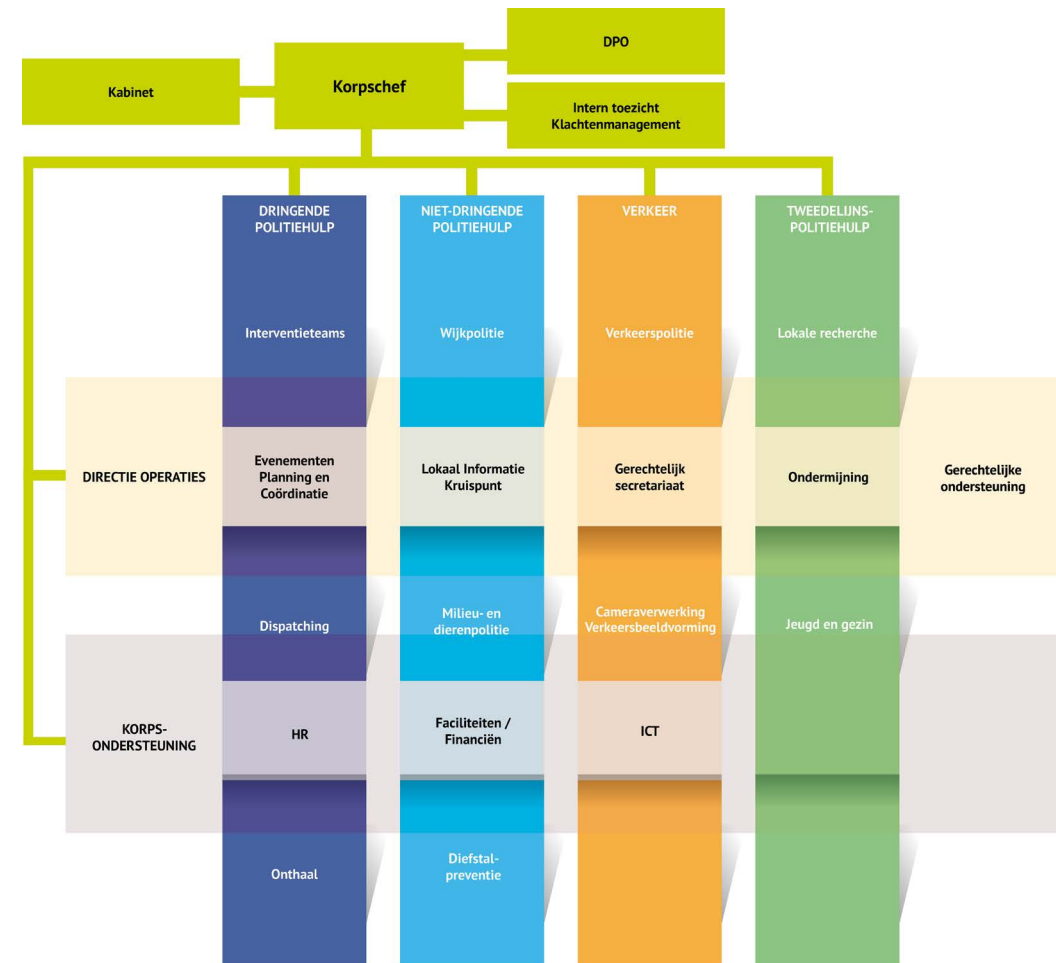 DPO
Kabinet
Korpschef
Intern toezicht
Klachtenmanagement
DRINGENDE
POLITIEHULP
NIET-DRINGENDE
POLITIEHULP
VERKEER
TWEEDELIJNS-
POLITIEHULP
Interventieteams
Wijkpolitie
Verkeerspolitie
Lokale recherche
DIRECTIE OPERATIES
Evenementen
Planning en
Coördinatie
Lokaal Informatie
Kruispunt
Gerechtelijk
secretariaat
Ondermijning
Gerechtelijke
ondersteuning
Dispatching
Milieu- en
dierenpolitie
Cameraverwerking
Verkeersbeeldvorming
Jeugd en gezin
KORPS-
ONDERSTEUNING
HR
Faciliteiten /
Financiën
ICT
Onthaal
Diefstal-
preventie